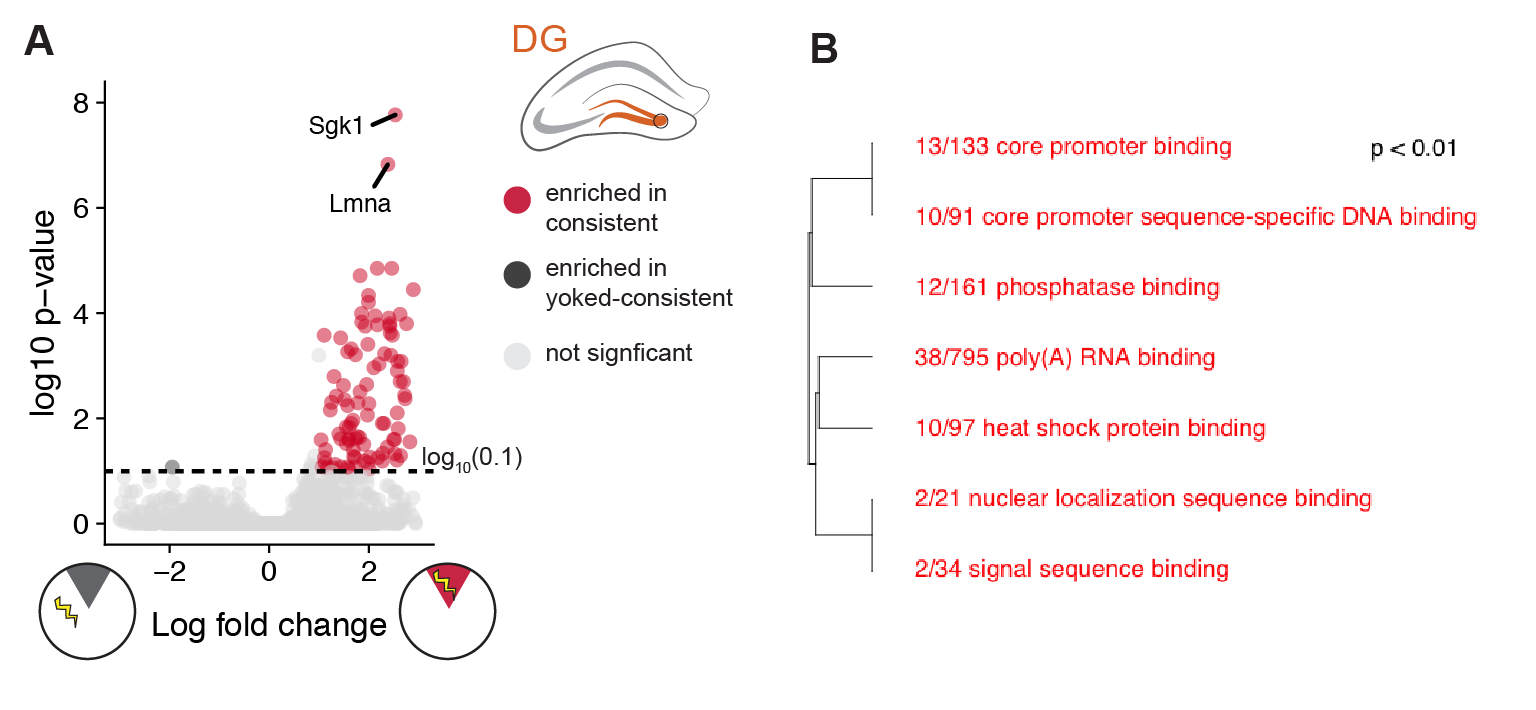 A
DG
B
8
6
4
2
0
log10 p−value
Sgk1
Lmna
log10(0.1)
−2
0
2
Log fold change
enriched in
consistent
enriched in
yoked-consistent
not signficant
13/133 core promoter binding
p < 0.01
10/91 core promoter sequence-specific DNA binding
12/161 phosphatase binding
38/795 poly(A) RNA binding
10/97 heat shock protein binding
2/21 nuclear localization sequence binding
2/34 signal sequence binding